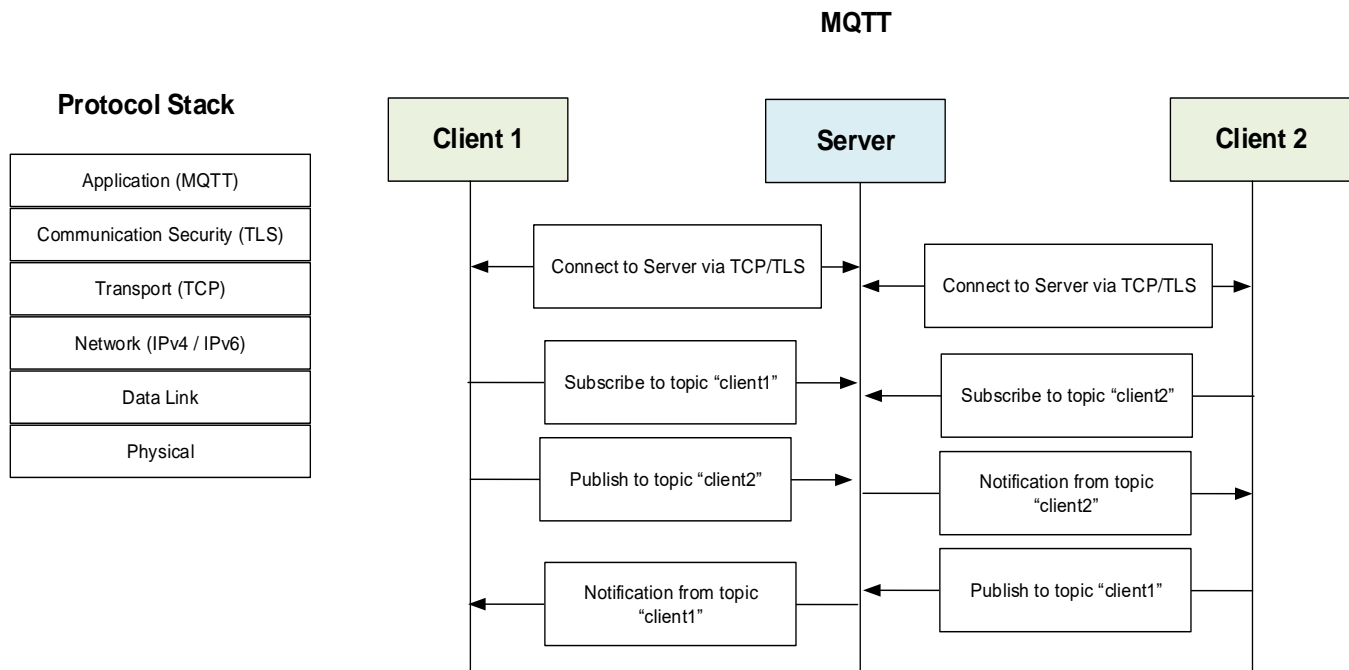 MQTT
Protocol Stack
Application (MQTT)
Communication Security (TLS)
Transport (TCP)
Network (IPv4 / IPv6)
Data Link
Physical
Client 1
Server
Client 2
Connect to Server via TCP/TLS
Connect to Server via TCP/TLS
Subscribe to topic “client1”
Subscribe to topic “client2”
Publish to topic “client2”
Notification from topic
“client2”
Publish to topic “client1”
Notification from topic
“client1”